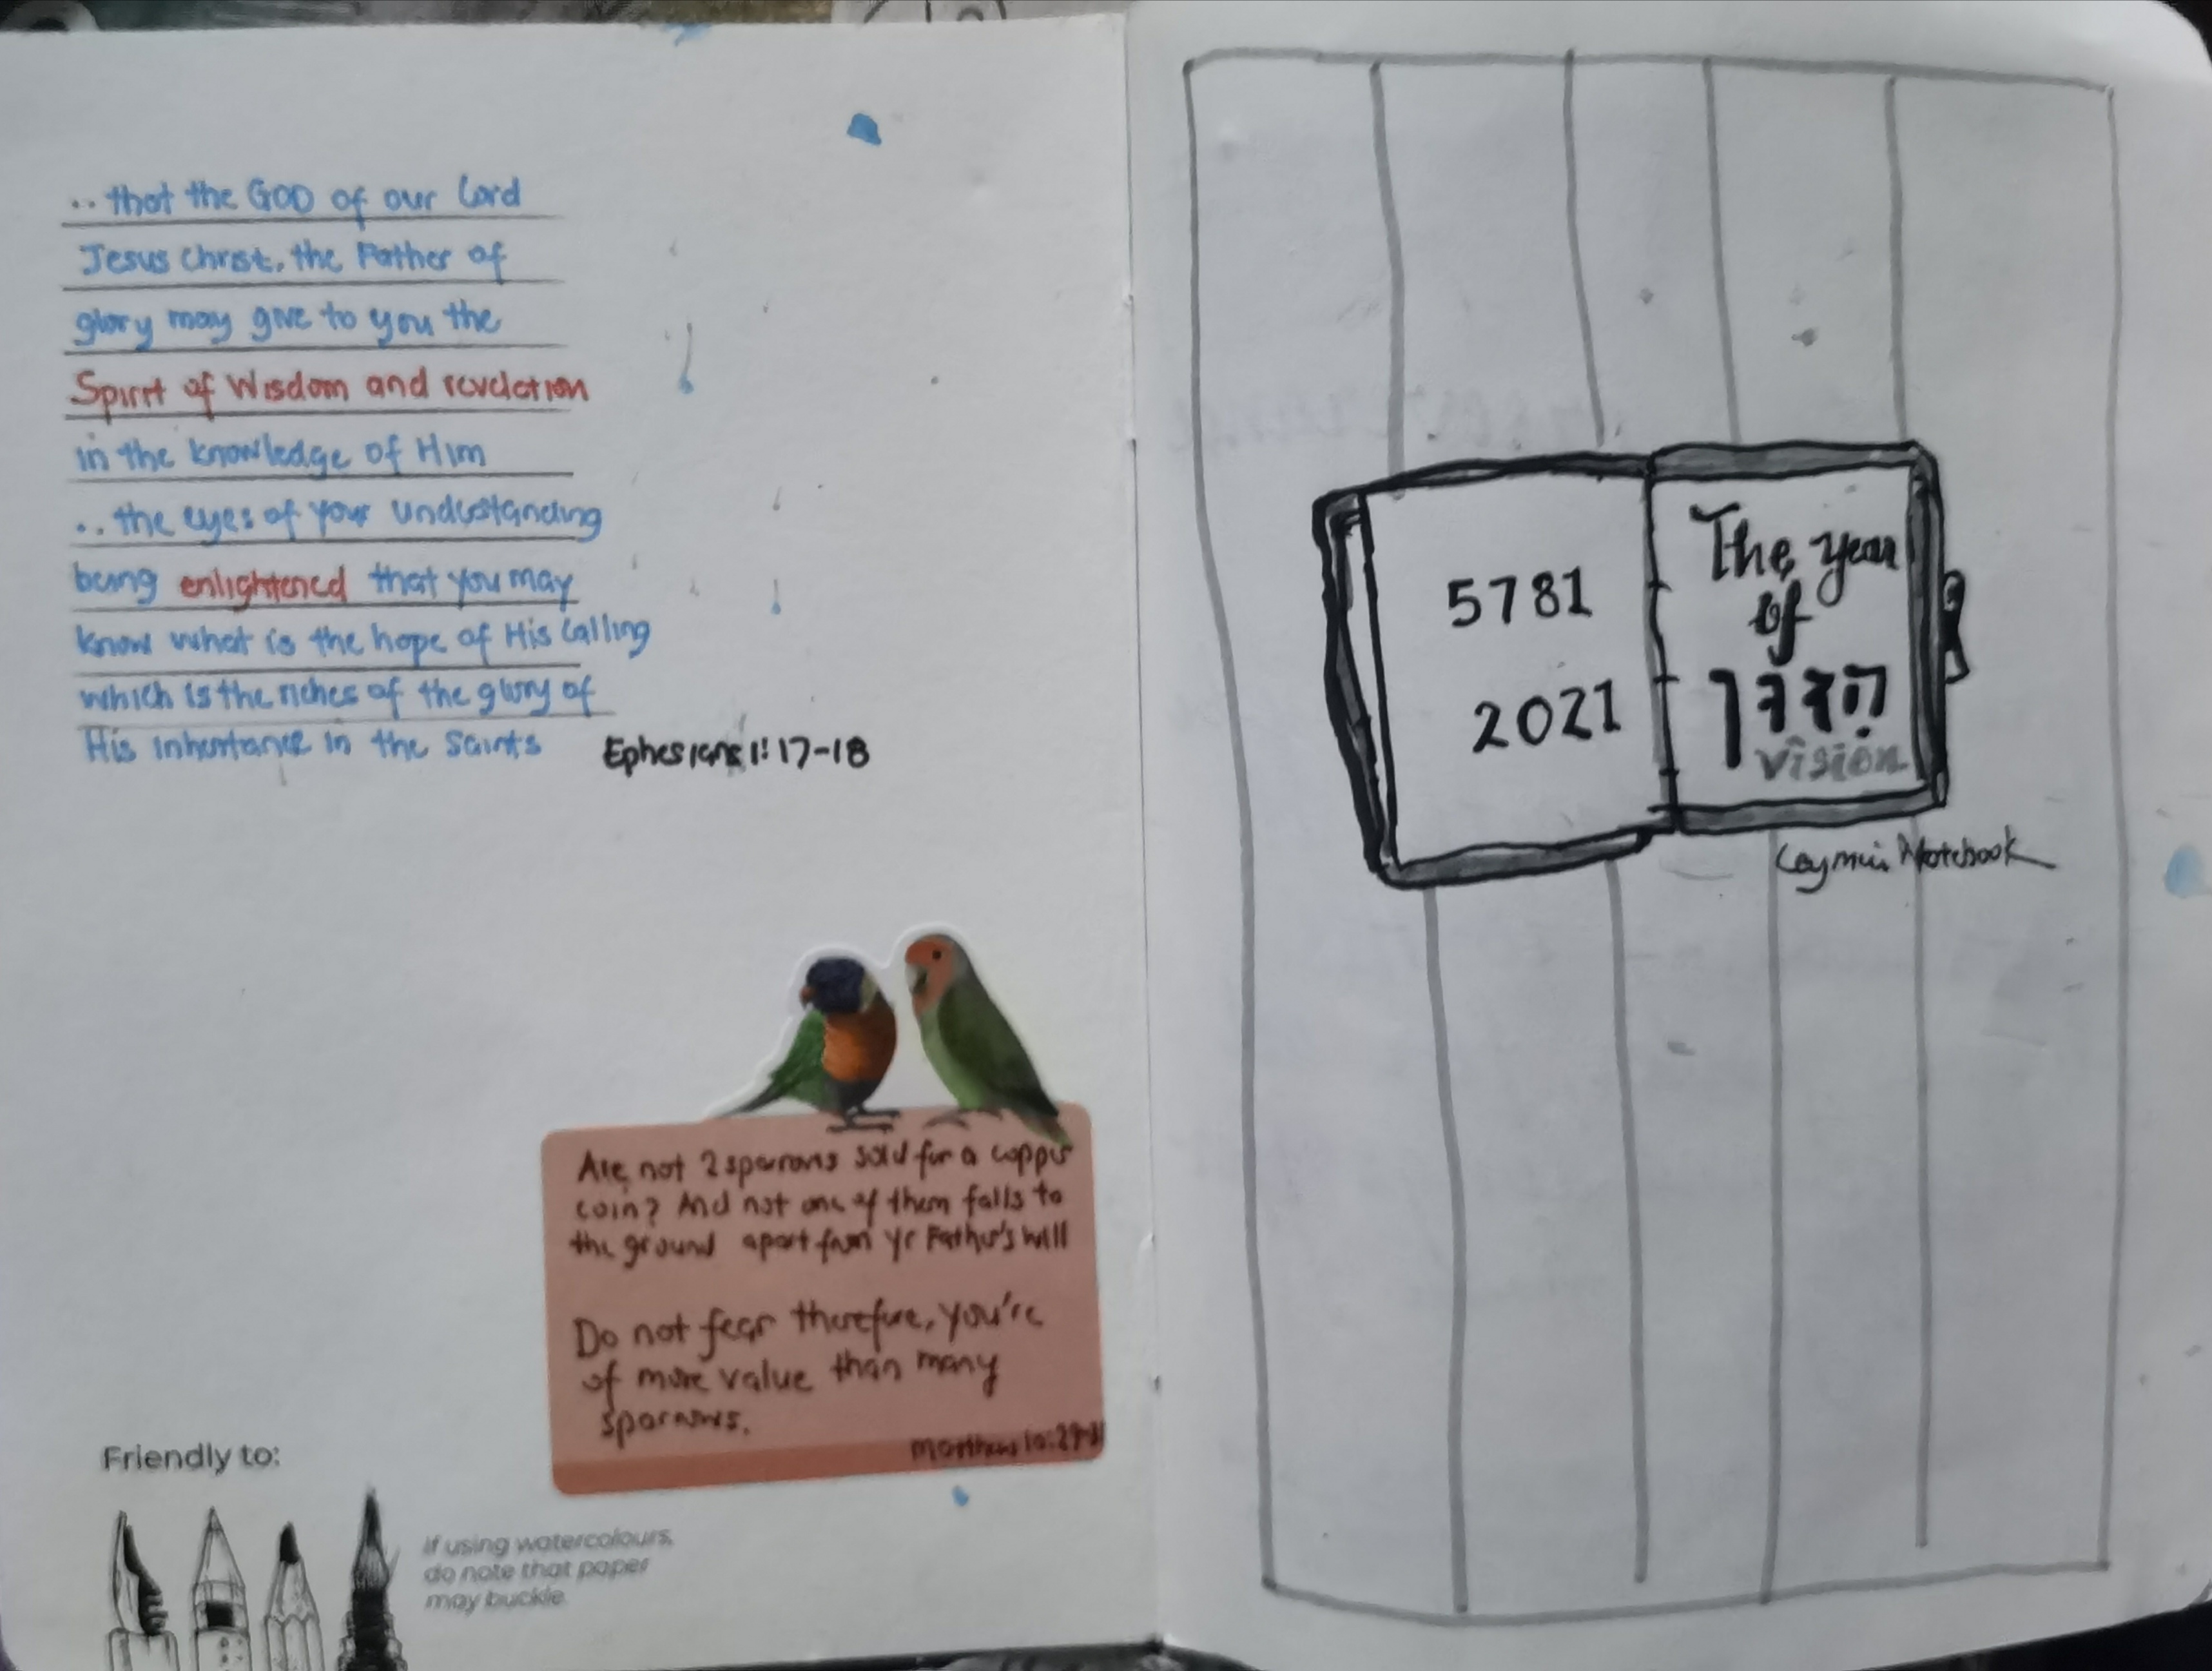 .. that the GOD of our Lord
Jesus Christ, the Father of
glory may give to you the
Spirit of Wisdom and revelation
in the knowledge of Him
.. the eyes of your understanding
being enlightened that you may
know what is the hope of His Calling
which is the riches of the glory of
His inheritance in the Saints
Ephesians 1:17-18
Are not 2 sparrows sold for a copper
coin? And not one of them falls to
the ground apart from yr Father's will
Do not fear therefore, you're
of more value than many
sparrows.
Matthew 10:29-31
Friendly to:
If using watercolours,
do note that paper
may buckle.
5781
2021
The year
of
vision
Notebook